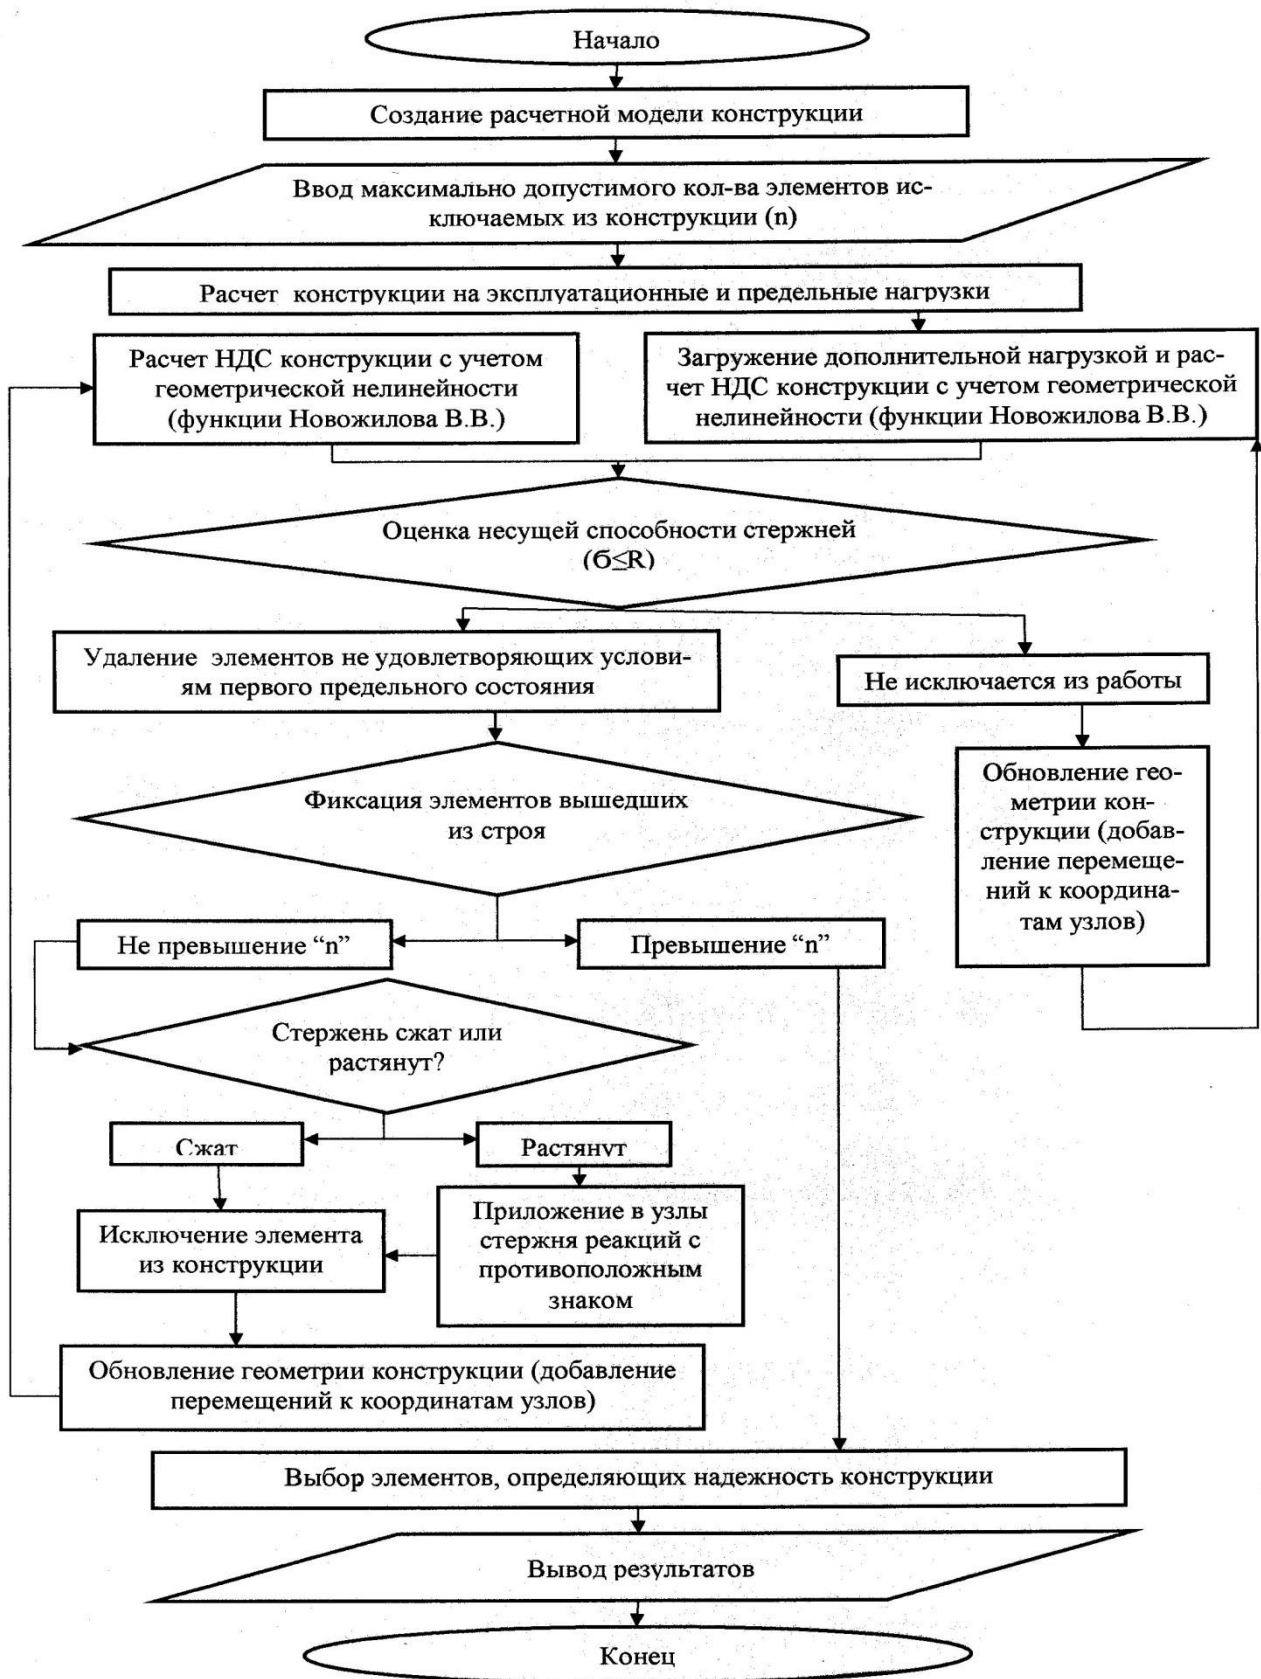 Начало
Создание расчетной модели конструкции
Ввод максимально допустимого кол-ва элементов ис-
ключаемых из конструкции (n)
Расчет конструкции на эксплуатационные и предельные нагрузки
Расчет НДС конструкции с учетом
геометрической нелинейности
(функции Новожилова В.В.)
Загружение дополнительной нагрузкой и рас-
чет НДС конструкции с учетом геометрической
нелинейности (функции Новожилова В.В.)
Оценка несущей способности стержней
(б≤R)
Удаление элементов не удовлетворяющих услови-
ям первого предельного состояния
Не исключается из работы
Фиксация элементов вышедших
из строя
Обновление гео-
метрии кон-
струкции (добав-
ление перемеще-
ний к координа-
там узлов)
Не превышение “n”
Превышение “n”
Стержень сжат или
растянут?
Сжат
Растянут
Исключение элемента
из конструкции
Приложение в узлы
стержня реакций с
противоположным
знаком
Обновление геометрии конструкции (добавление
перемещений к координатам узлов)
Выбор элементов, определяющих надежность конструкции
Вывод результатов
Конец